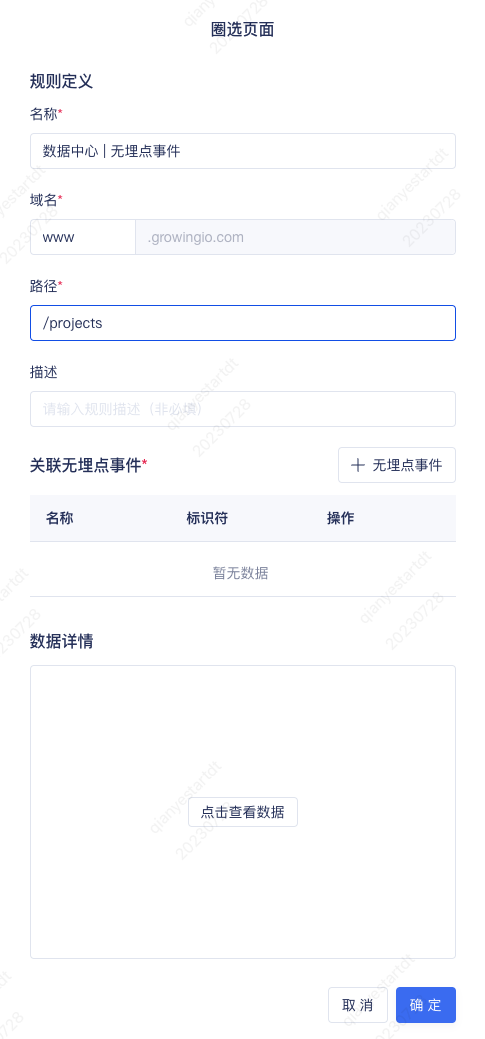 圈选页面
规则定义
名称*
数据中心 | 无埋点事件
域名*
www .growingio.com
路径*
/projects
描述
请输入规则描述（非必填）
关联无埋点事件* 无埋点事件
名称 标识符 操作
暂无数据
数据详情
点击查看数据
取 消 确 定
qianyestartdt
20230728